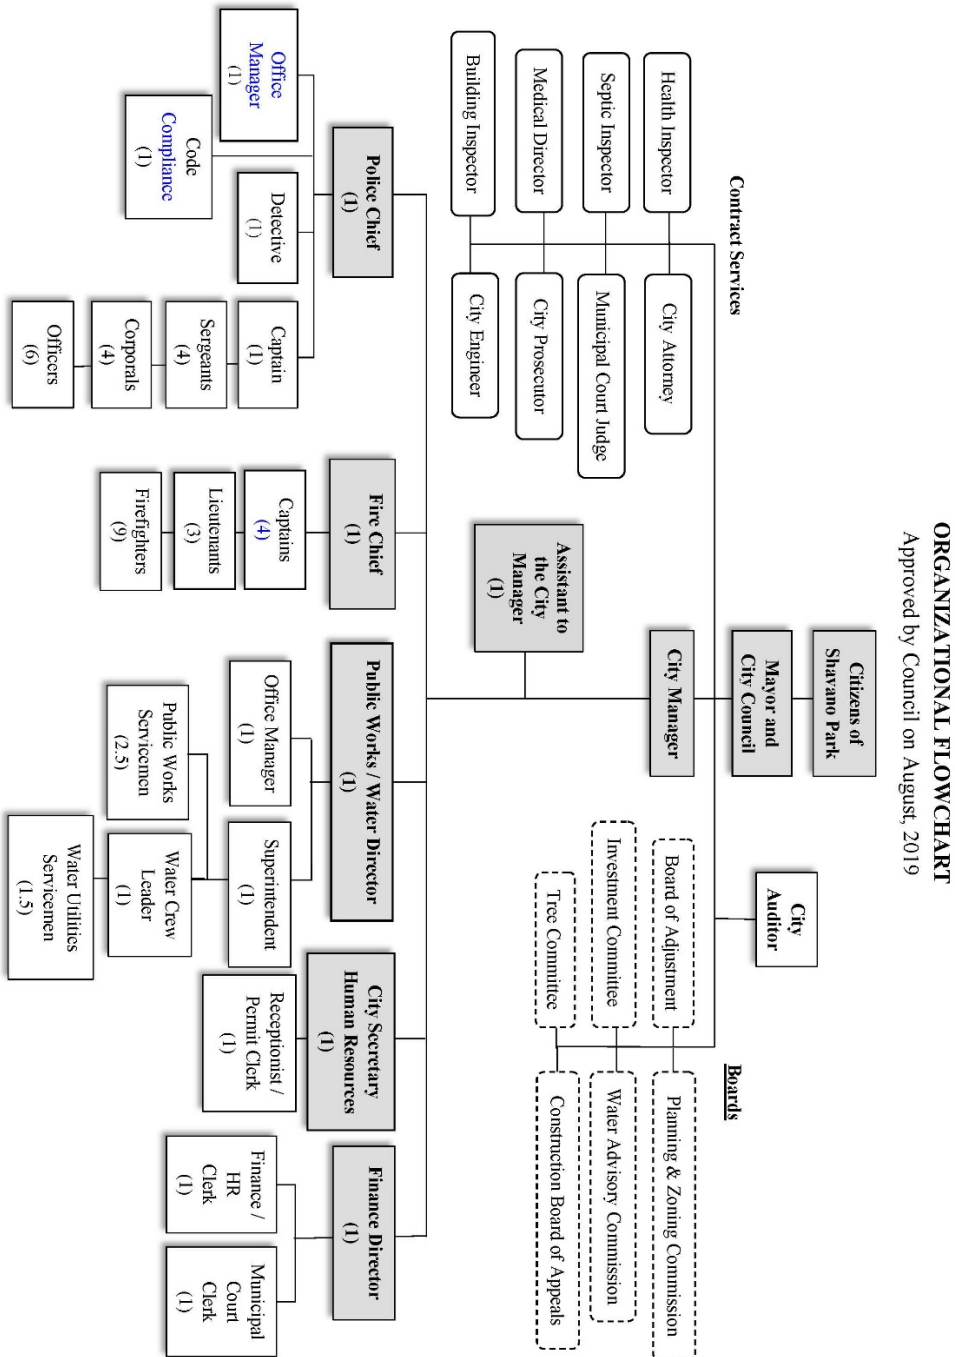 ORGANIZATIONAL FLOWCHART
Approved by Council on August, 2019
Citizens of
Shavano Park
Mayor and
City Council
City
Auditor
Contract Services
Boards
City Manager
Health Inspector
City Attorney
Septic Inspector
Municipal Court Judge
Medical Director
City Prosecutor
Building Inspector
City Engineer
Board of Adjustment
Planning & Zoning Commission
Investment Committee
Water Advisory Commission
Tree Committee
Construction Board of Appeals
Assistant to
the City
Manager
(1)
Police Chief
(1)
Fire Chief
(1)
Public Works / Water Director
(1)
City Secretary
Human Resources
(1)
Finance Director
(1)
Office
Manager
(1)
Code
Compliance
(1)
Detective
(1)
Captain
(1)
Sergeants
(4)
Corporals
(4)
Officers
(6)
Captains
(4)
Lieutenants
(3)
Firefighters
(9)
Office Manager
(1)
Superintendent
(1)
Public Works
Servicemen
(2.5)
Water Crew
Leader
(1)
Water Utilities
Servicemen
(1.5)
Receptionist /
Permit Clerk
(1)
Finance /
HR
Clerk
(1)
Municipal
Court
Clerk
(1)